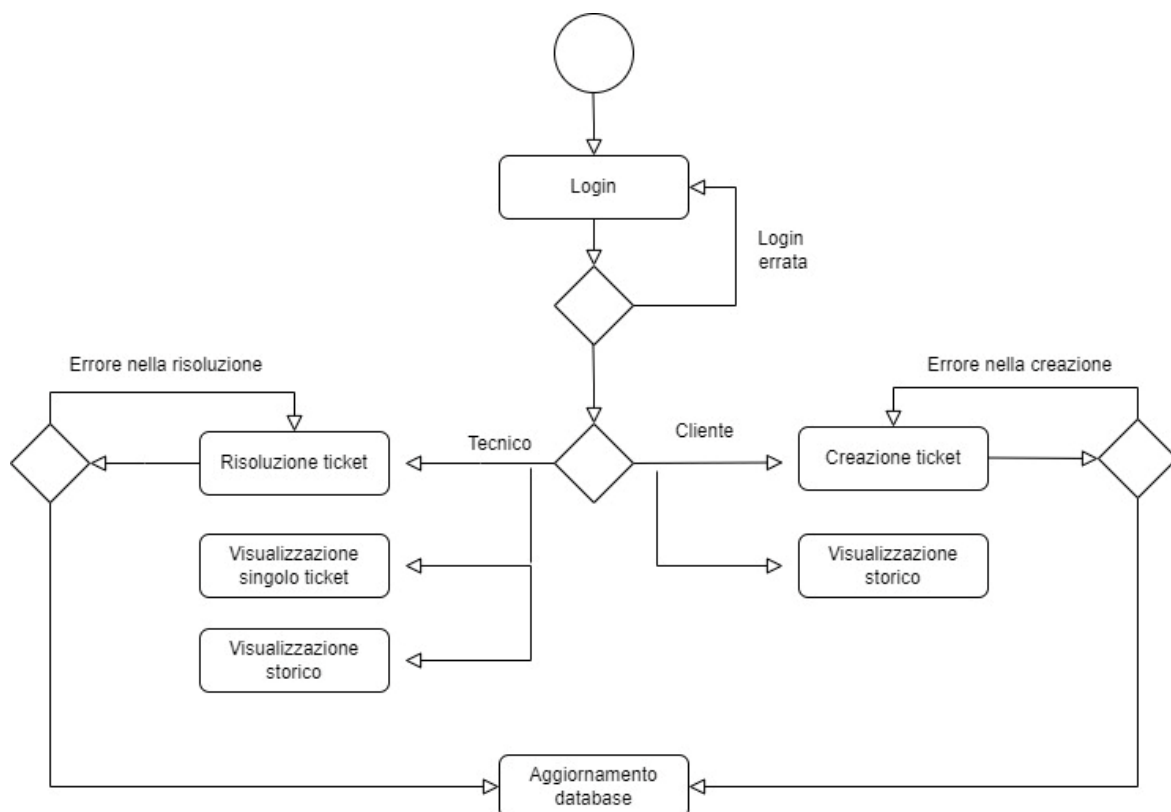 Login
Login
errata
Errore nella risoluzione
Errore nella creazione
Tecnico
Cliente
Risoluzione ticket
Creazione ticket
Visualizzazione
singolo ticket
Visualizzazione
storico
Visualizzazione
storico
Aggiornamento
database